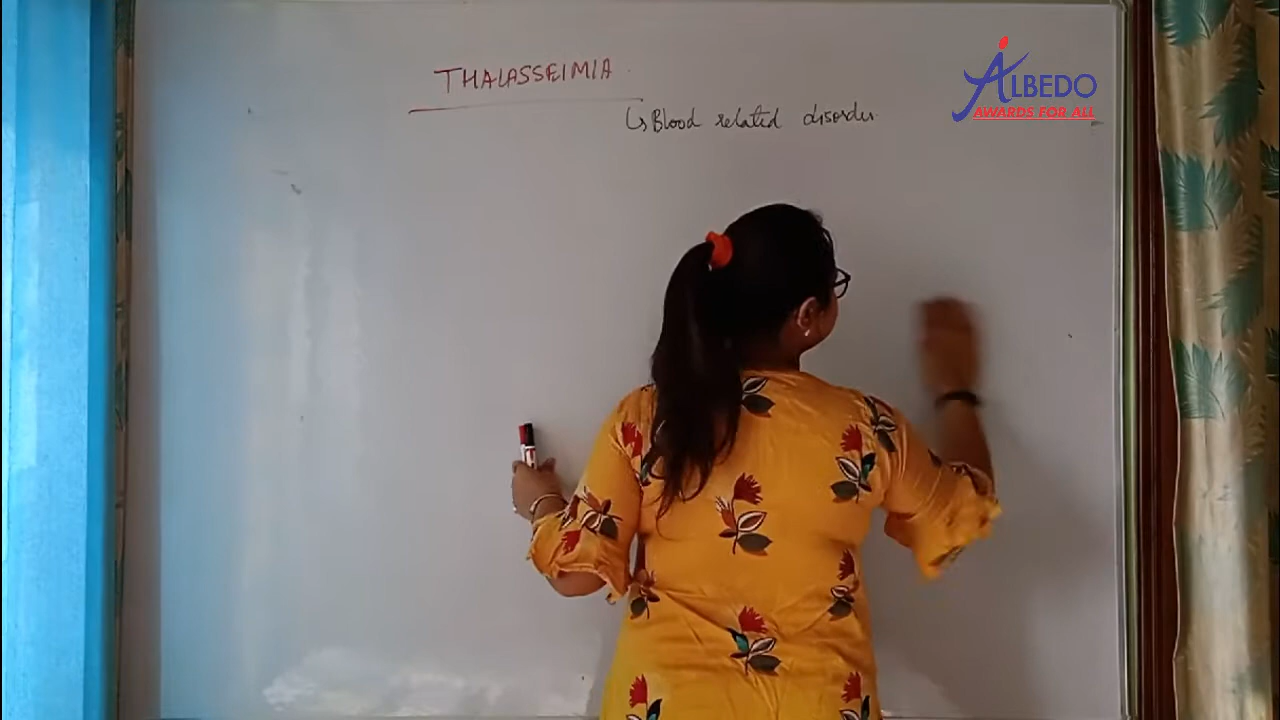 THALASSEIMIA
↳ Blood related disorder.
ALBEDO
AWARDS FOR ALL